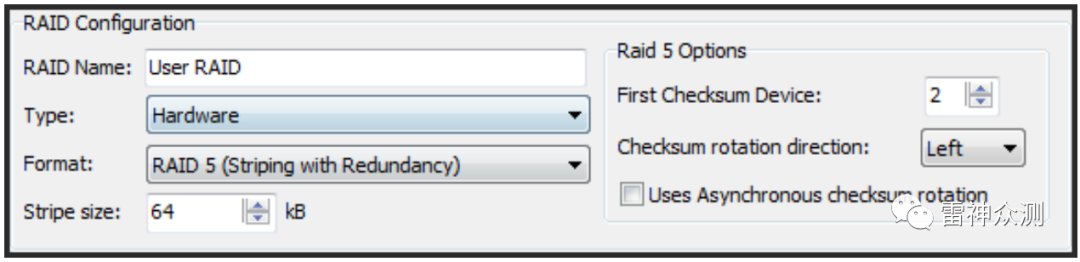 RAID Configuration
RAID Name: User RAID
Type: Hardware
Format: RAID 5 (Striping with Redundancy)
Stripe size: 64 kB
Raid 5 Options
First Checksum Device: 2
Checksum rotation direction: Left
Uses Asynchronous checksum rotation
雷神众测